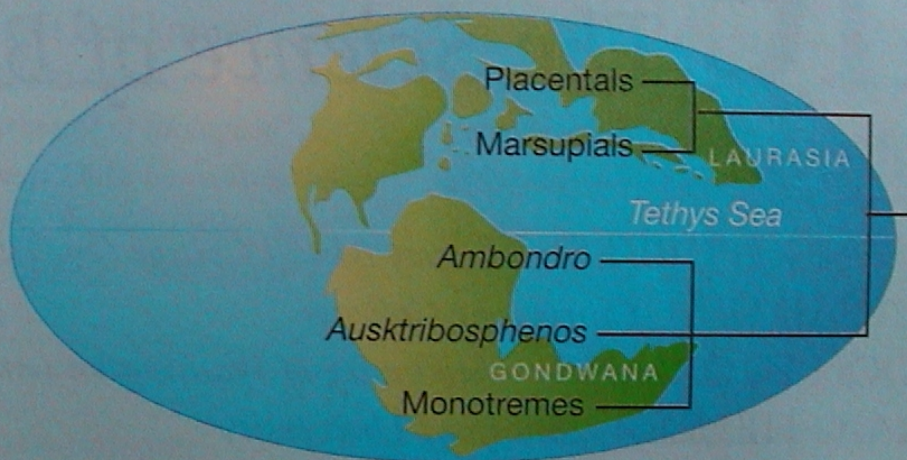 Placentals
Marsupials
LAURASIA
Tethys Sea
Ambondro
Ausktribosphenos
GONDWANA
Monotremes